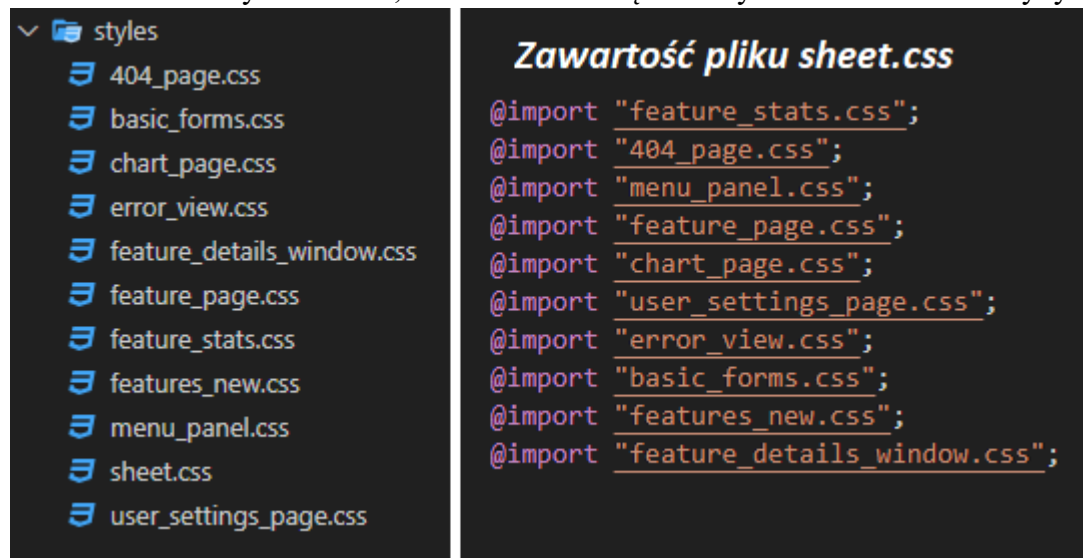 styles
404_page.css
basic_forms.css
chart_page.css
error_view.css
feature_details_window.css
feature_page.css
feature_stats.css
features_new.css
menu_panel.css
sheet.css
user_settings_page.css
Zawartość pliku sheet.css
@import "feature_stats.css";
@import "404_page.css";
@import "menu_panel.css";
@import "feature_page.css";
@import "chart_page.css";
@import "user_settings_page.css";
@import "error_view.css";
@import "basic_forms.css";
@import "features_new.css";
@import "feature_details_window.css";